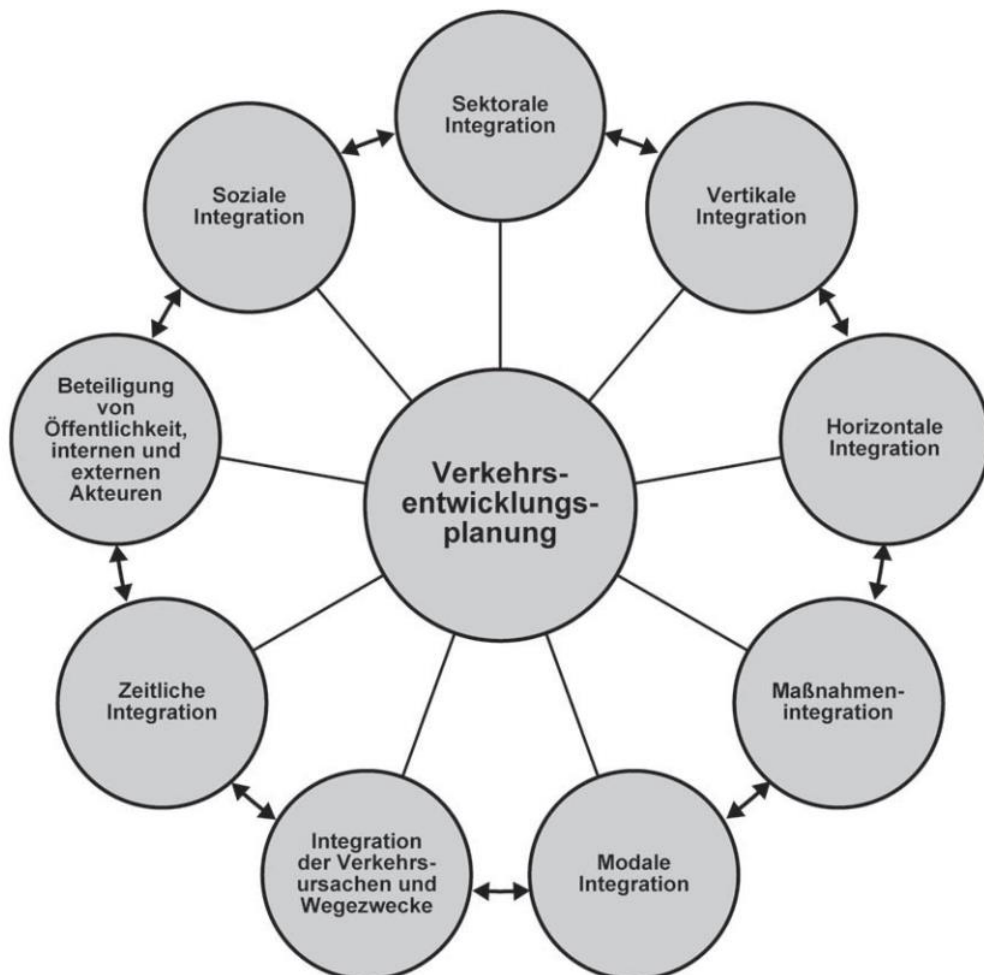 Sektorale
Integration
Vertikale
Integration
Horizontale
Integration
Maßnahmen-
integration
Modale
Integration
Integration
der Verkehrs-
ursachen und
Wegezwecke
Zeitliche
Integration
Beteiligung
von
Öffentlichkeit,
internen und
externen
Akteuren
Soziale
Integration
Verkehrs-
entwicklungs-
planung